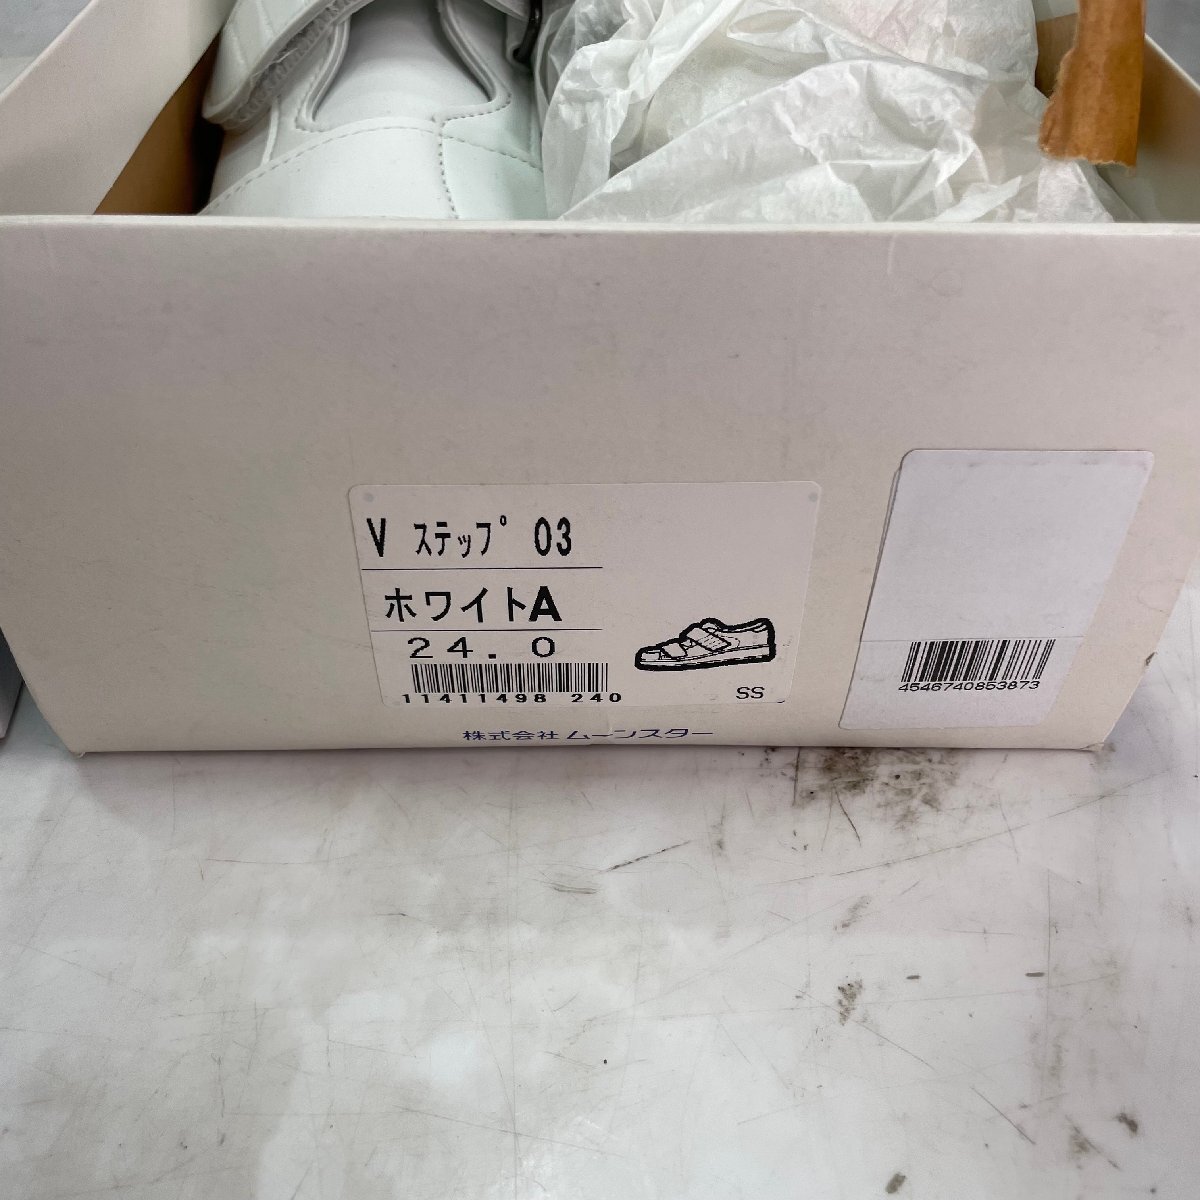 V ｽﾃｯﾌﾟ 03
ホワイトA
24.0
11411498 240
SS
株式会社 ムーンスター
4546740853873